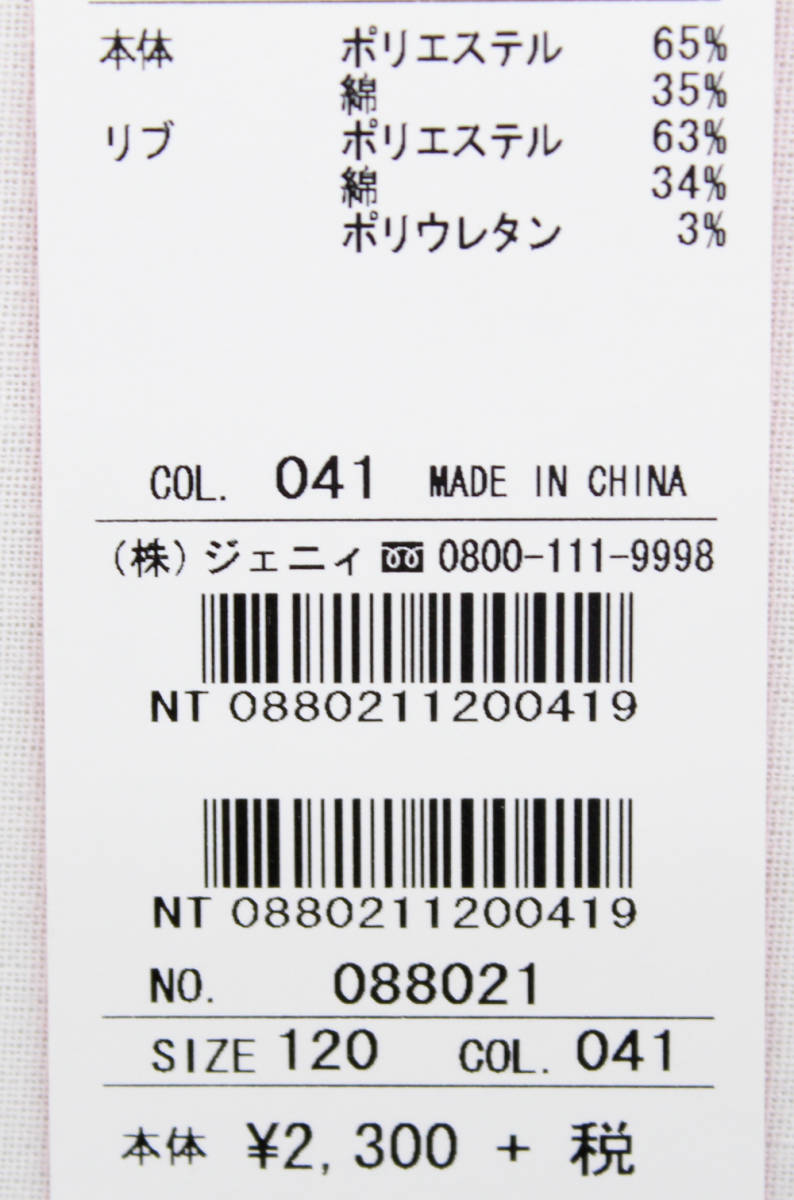 本体 ポリエステル 65%
綿 35%
リブ ポリエステル 63%
綿 34%
ポリウレタン 3%
COL. 041 MADE IN CHINA
(株)ジェニィ 0800-111-9998
NT 0880211200419
NT 0880211200419
NO. 088021
SIZE 120 COL. 041
本体 ¥2,300 + 税